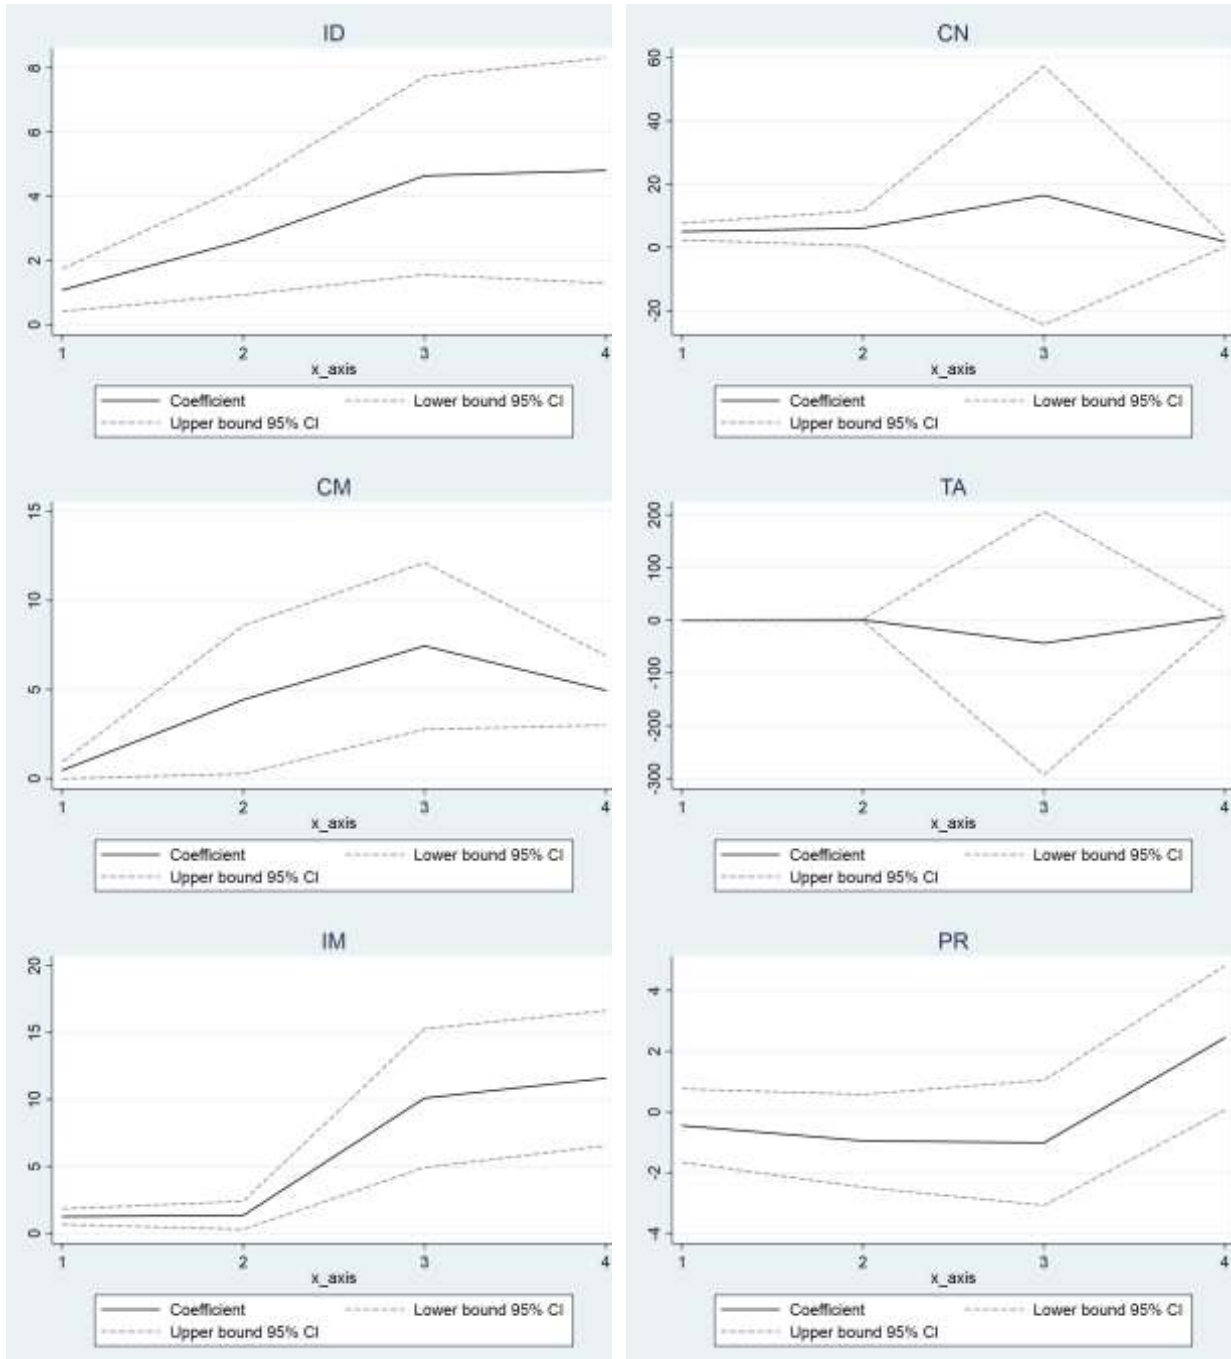 ID
8
6
4
2
0
1 2 3 4
x_axis
Coefficient Lower bound 95% CI
Upper bound 95% CI
CN
60
40
20
0
-20
1 2 3 4
x_axis
Coefficient Lower bound 95% CI
Upper bound 95% CI
CM
15
10
5
0
1 2 3 4
x_axis
Coefficient Lower bound 95% CI
Upper bound 95% CI
TA
200
100
0
-100
-200
-300
1 2 3 4
x_axis
Coefficient Lower bound 95% CI
Upper bound 95% CI
IM
20
15
10
5
0
1 2 3 4
x_axis
Coefficient Lower bound 95% CI
Upper bound 95% CI
PR
4
2
0
-2
-4
1 2 3 4
x_axis
Coefficient Lower bound 95% CI
Upper bound 95% CI